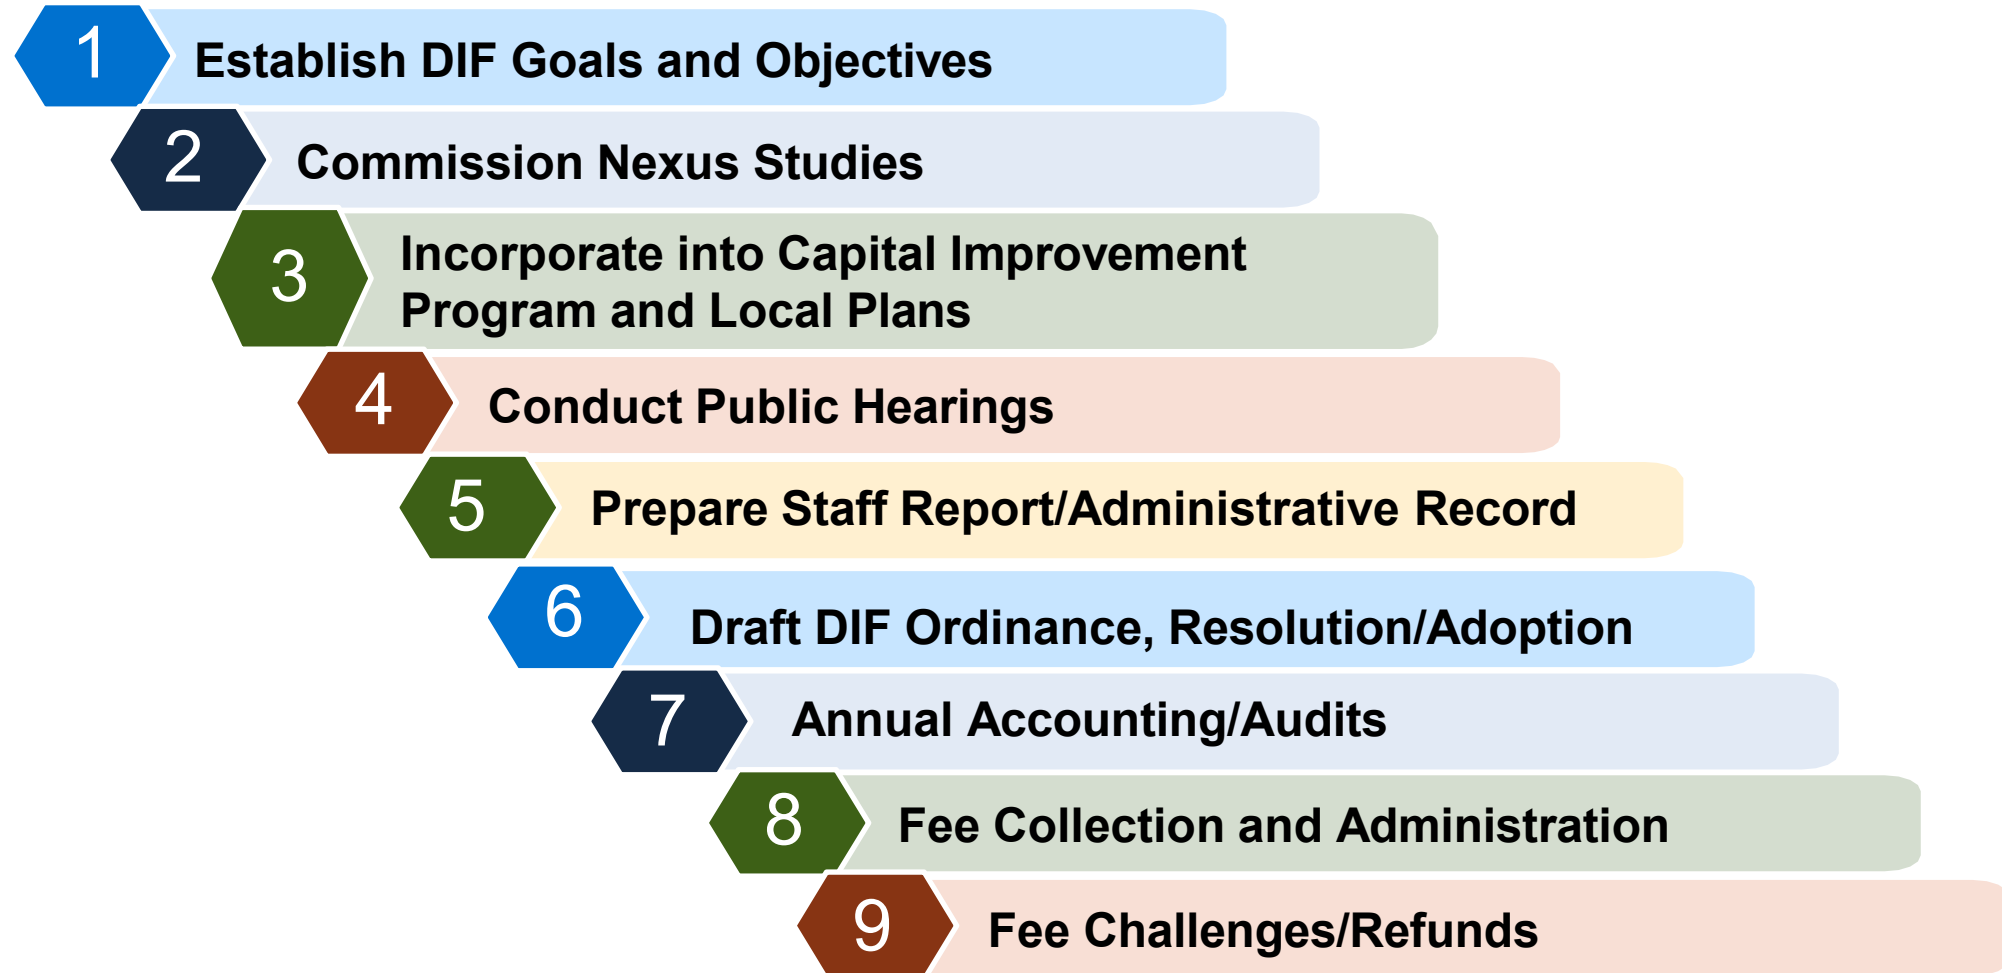 1 Establish DIF Goals and Objectives
2 Commission Nexus Studies
3 Incorporate into Capital Improvement
Program and Local Plans
4 Conduct Public Hearings
5 Prepare Staff Report/Administrative Record
6 Draft DIF Ordinance, Resolution/Adoption
7 Annual Accounting/Audits
8 Fee Collection and Administration
9 Fee Challenges/Refunds